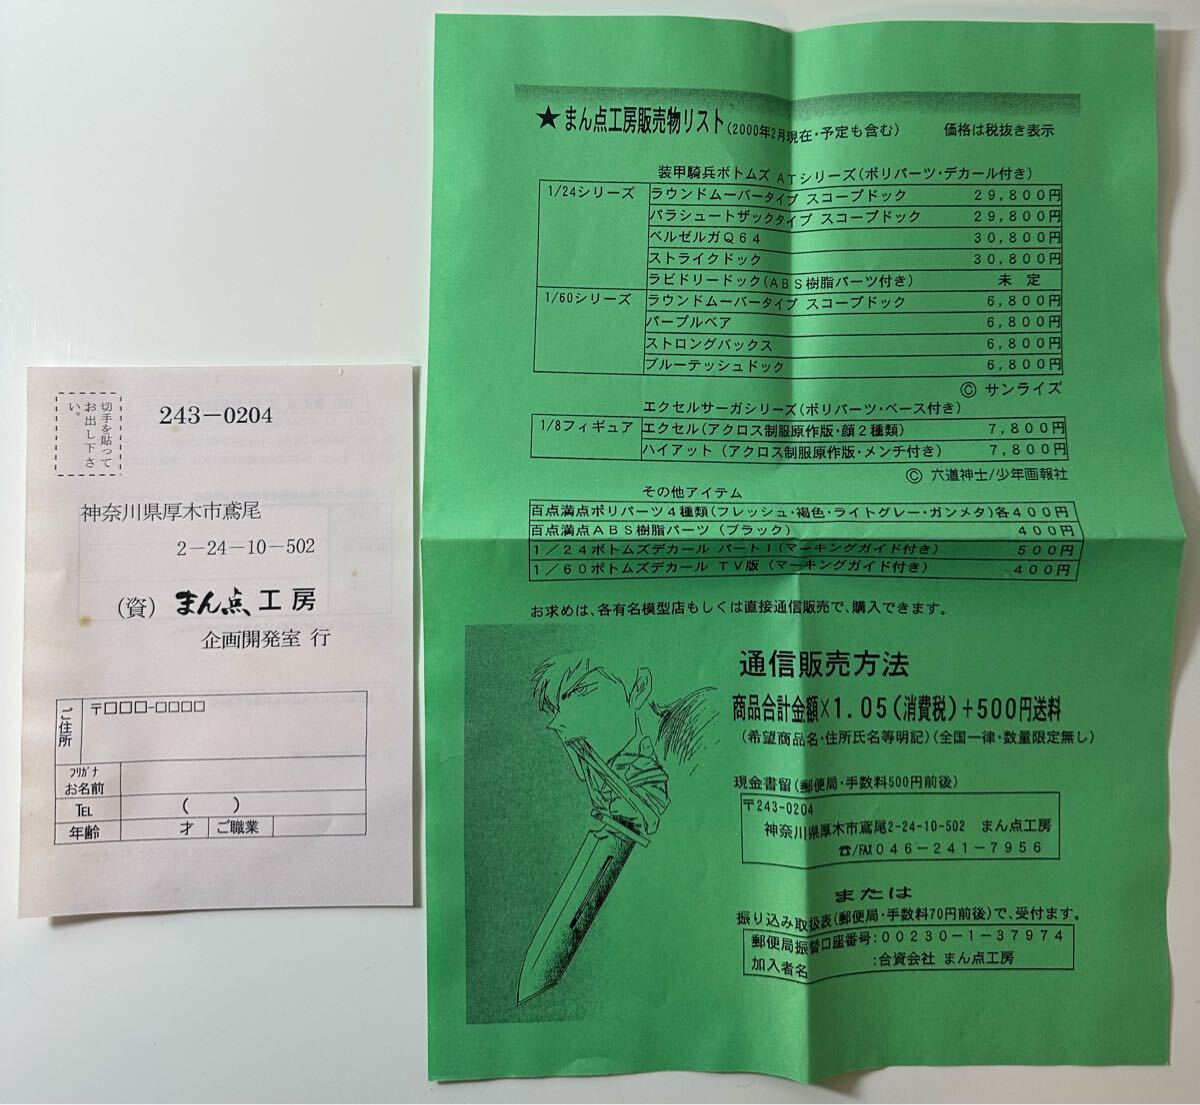 切手を貼って
お出し下さ
い。
243－0204
神奈川県厚木市鳶尾
2－24－10－502
（資） まん点工房
企画開発室 行
ご住所
〒□□□-□□□□
フリガナ
お名前
TEL ( )
年齢 才 ご職業
★まん点工房販売物リスト(2000年2月現在・予定も含む) 価格は税抜き表示
装甲騎兵ボトムズ ATシリーズ(ポリパーツ・デカール付き)
1/24シリーズ ラウンドムーバータイプ スコープドック 29,800円
パラシュートザックタイプ スコープドック 29,800円
ベルゼルガQ64 30,800円
ストライクドック 30,800円
ラビドリードック(ABS樹脂パーツ付き) 未 定
1/60シリーズ ラウンドムーバータイプ スコープドック 6,800円
パープルベア 6,800円
ストロングバックス 6,800円
ブルーテッシュドック 6,800円
© サンライズ
エクセルサーガシリーズ(ポリパーツ・ベース付き)
1/8フィギュア エクセル(アクロス制服原作版・顔2種類) 7,800円
ハイアット (アクロス制服原作版・メンチ付き) 7,800円
© 六道神士/少年画報社
その他アイテム
百点満点ポリパーツ4種類(フレッシュ・褐色・ライトグレー・ガンメタ)各400円
百点満点ABS樹脂パーツ (ブラック) 400円
1/24ボトムズデカール パート1(マーキングガイド付き) 500円
1/60ボトムズデカール TV版 (マーキングガイド付き) 400円
お求めは、各有名模型店もしくは直接通信販売で、購入できます。
通信販売方法
商品合計金額×1.05(消費税)+500円送料
(希望商品名・住所氏名等明記)(全国一律・数量限定無し)
現金書留(郵便局・手数料500円前後)
〒243-0204
神奈川県厚木市鳶尾2-24-10-502 まん点工房
☎/FAX046-241-7956
または
振り込み取扱表(郵便局・手数料70円前後)で、受付ます。
郵便局振替口座番号:00230-1-37974
加入者名 :合資会社 まん点工房